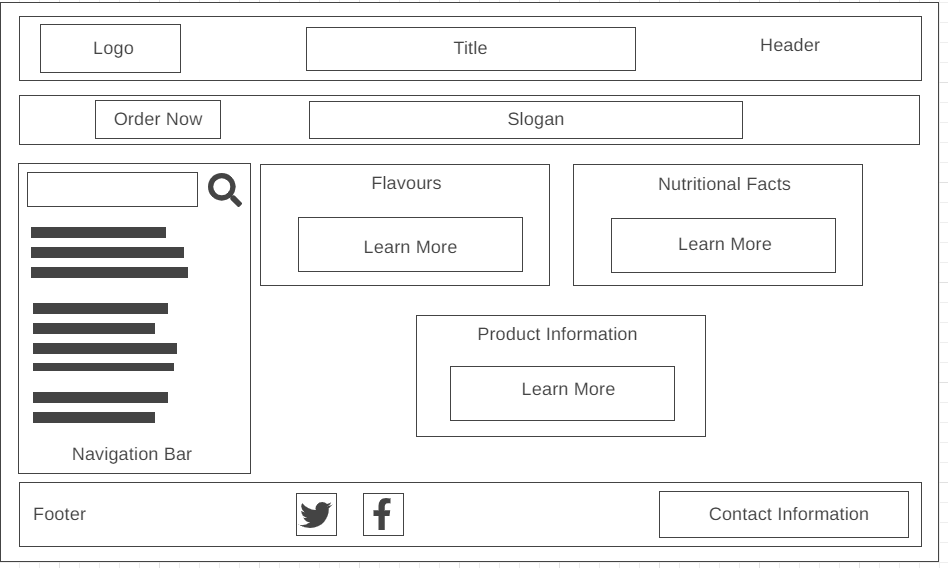 Logo
Title
Header
Order Now
Slogan
Flavours
Learn More
Nutritional Facts
Learn More
Product Information
Learn More
Navigation Bar
Footer
Contact Information